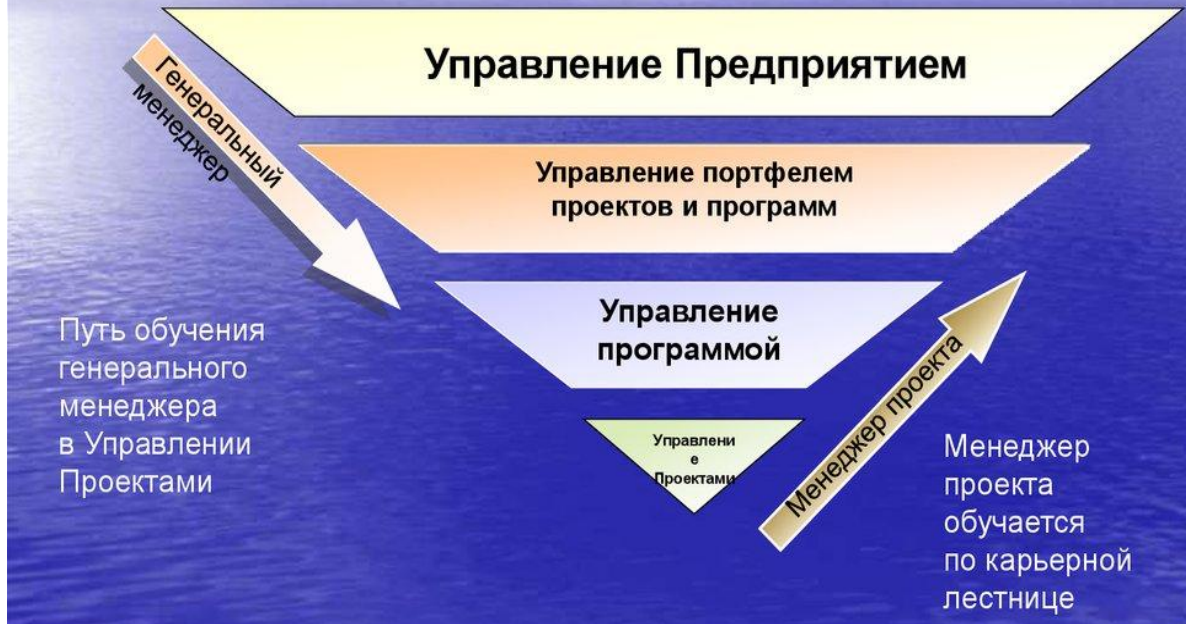 Управление Предприятием
Генеральный
менеджер
Управление портфелем
проектов и программ
Управление
программой
Управлени
е
Проектами
Менеджер проекта
Путь обучения
генерального
менеджера
в Управлении
Проектами
Менеджер
проекта
обучается
по карьерной
лестнице